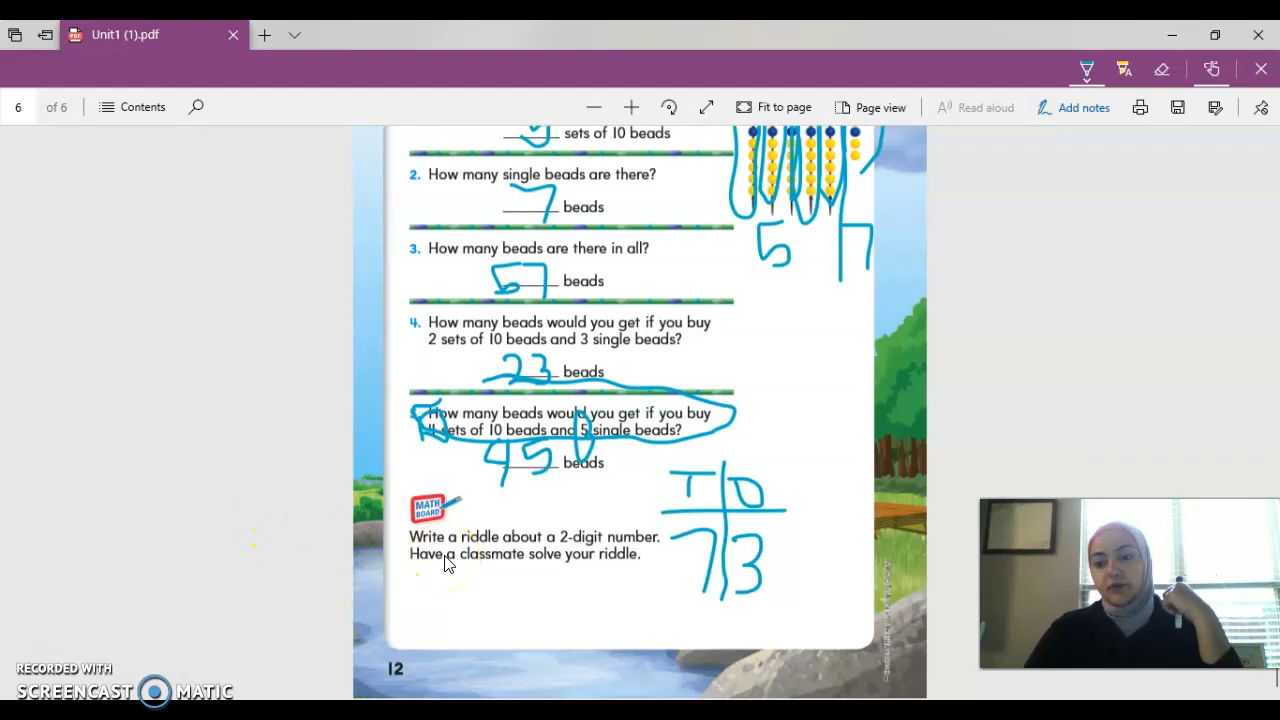 Unit1 (1).pdf
6 of 6 Contents Fit to page Page view Read aloud Add notes
sets of 10 beads
2. How many single beads are there?
7 beads
5 7
3. How many beads are there in all?
57 beads
4. How many beads would you get if you buy
2 sets of 10 beads and 3 single beads?
23 beads
5. How many beads would you get if you buy
4 sets of 10 beads and 5 single beads?
45 beads
T O
7 3
MATH
BOARD
Write a riddle about a 2-digit number.
Have a classmate solve your riddle.
12
RECORDED WITH
SCREENCAST MATIC